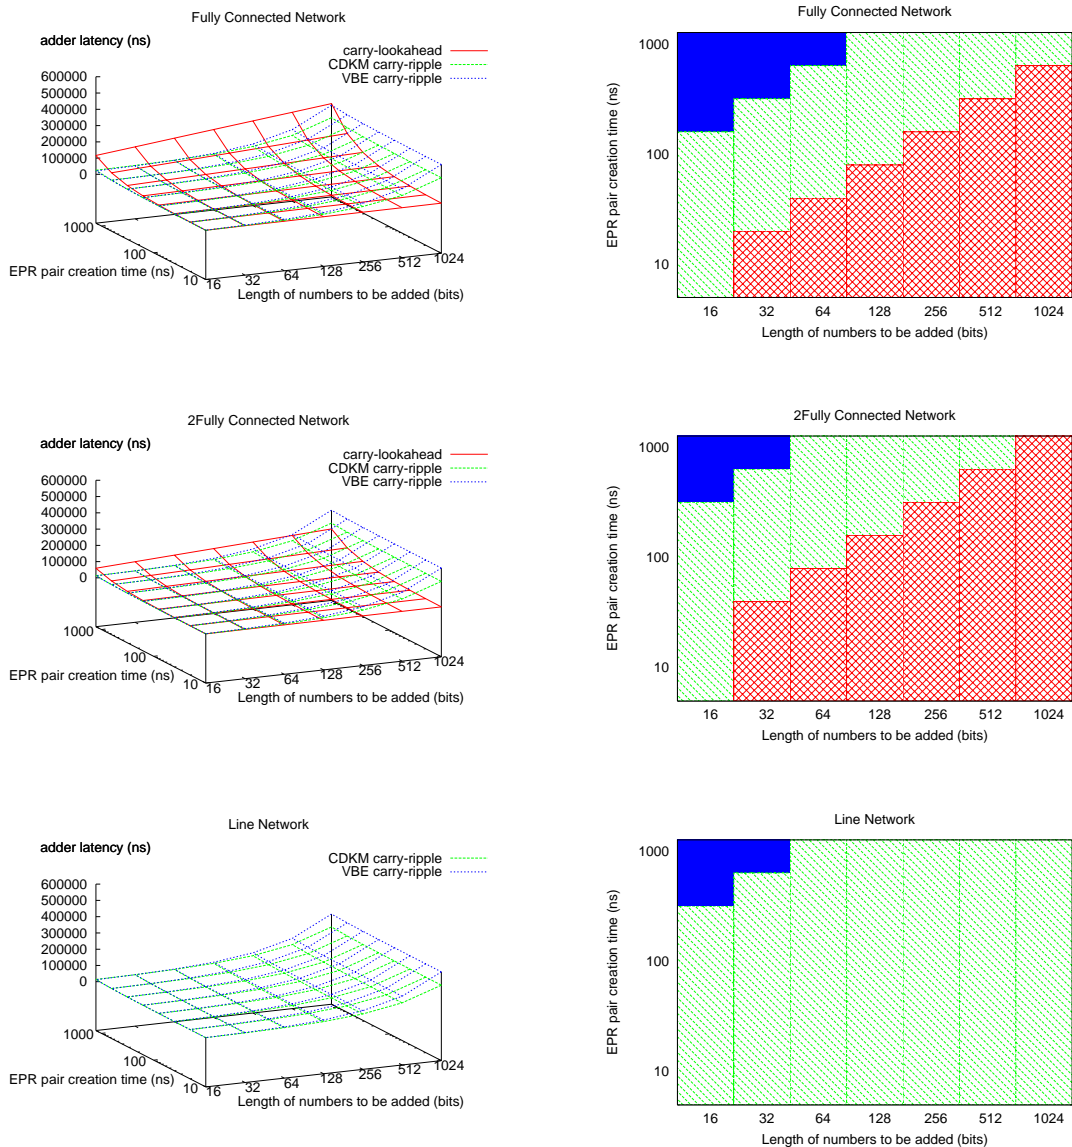 Fully Connected Network
adder latency (ns)
carry-lookahead
CDKM carry-ripple
VBE carry-ripple
600000
500000
400000
300000
200000
100000
0
1000
100
10
EPR pair creation time (ns)
16
32
64
128
256
512
1024
Length of numbers to be added (bits)
Fully Connected Network
EPR pair creation time (ns)
1000
100
10
16
32
64
128
256
512
1024
Length of numbers to be added (bits)
2Fully Connected Network
adder latency (ns)
carry-lookahead
CDKM carry-ripple
VBE carry-ripple
600000
500000
400000
300000
200000
100000
0
1000
100
10
EPR pair creation time (ns)
16
32
64
128
256
512
1024
Length of numbers to be added (bits)
2Fully Connected Network
EPR pair creation time (ns)
1000
100
10
16
32
64
128
256
512
1024
Length of numbers to be added (bits)
Line Network
adder latency (ns)
CDKM carry-ripple
VBE carry-ripple
600000
500000
400000
300000
200000
100000
0
1000
100
10
EPR pair creation time (ns)
16
32
64
128
256
512
1024
Length of numbers to be added (bits)
Line Network
EPR pair creation time (ns)
1000
100
10
16
32
64
128
256
512
1024
Length of numbers to be added (bits)